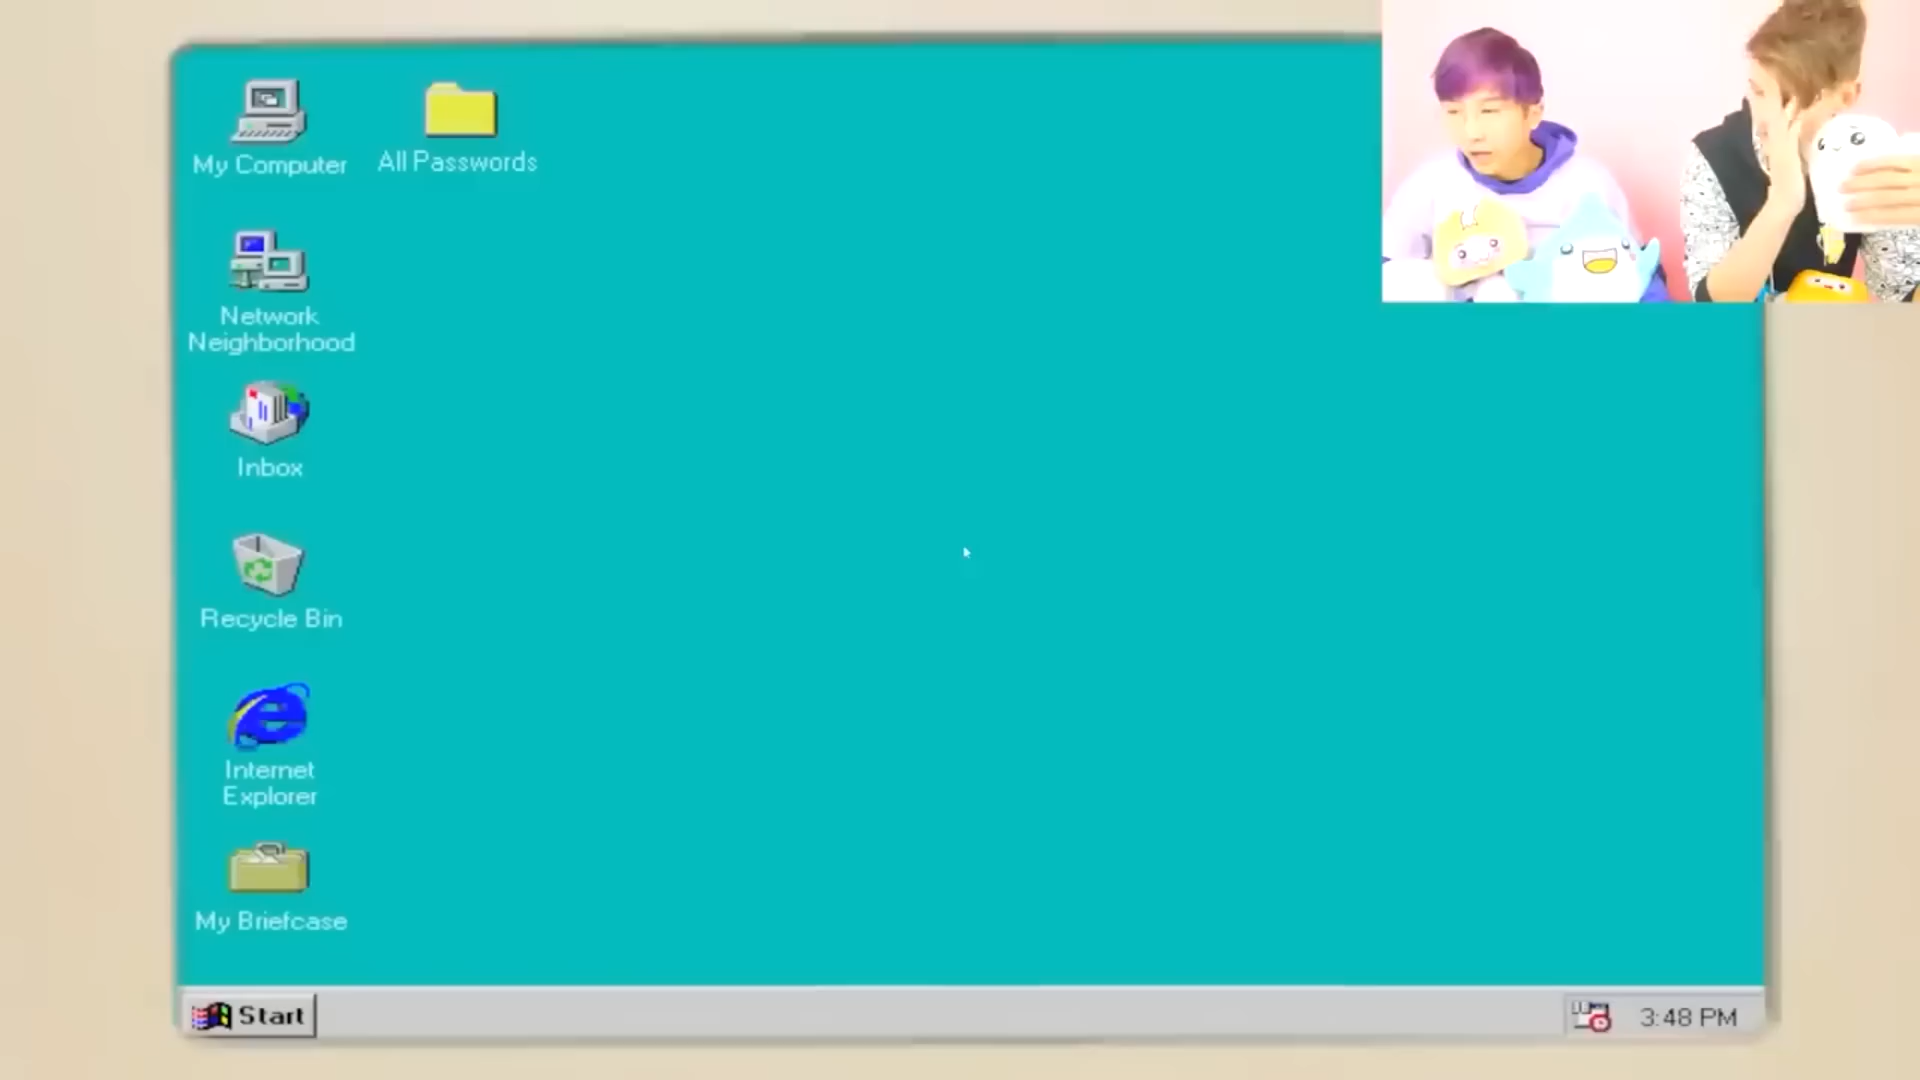 My Computer
All Passwords
Network
Neighborhood
Inbox
Recycle Bin
Internet
Explorer
My Briefcase
Start
3:48 PM